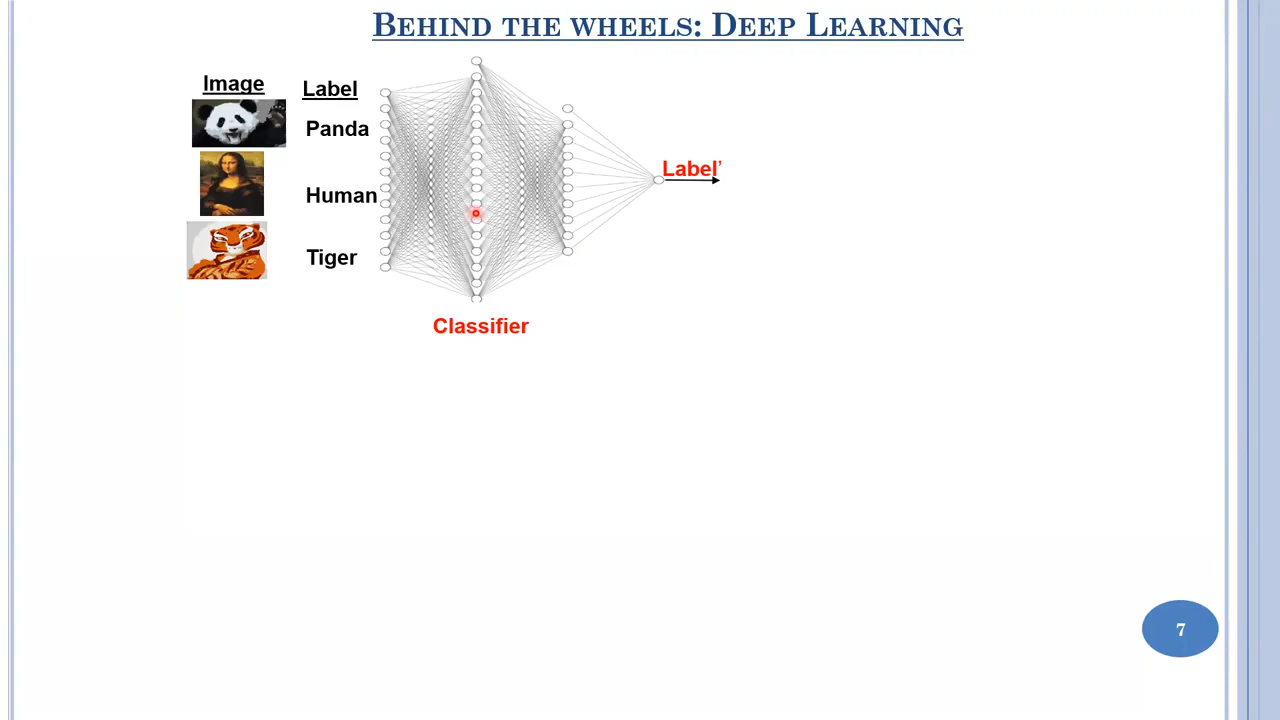 BEHIND THE WHEELS: DEEP LEARNING
Image
Label
Panda
Human
Tiger
Label’
Classifier
7